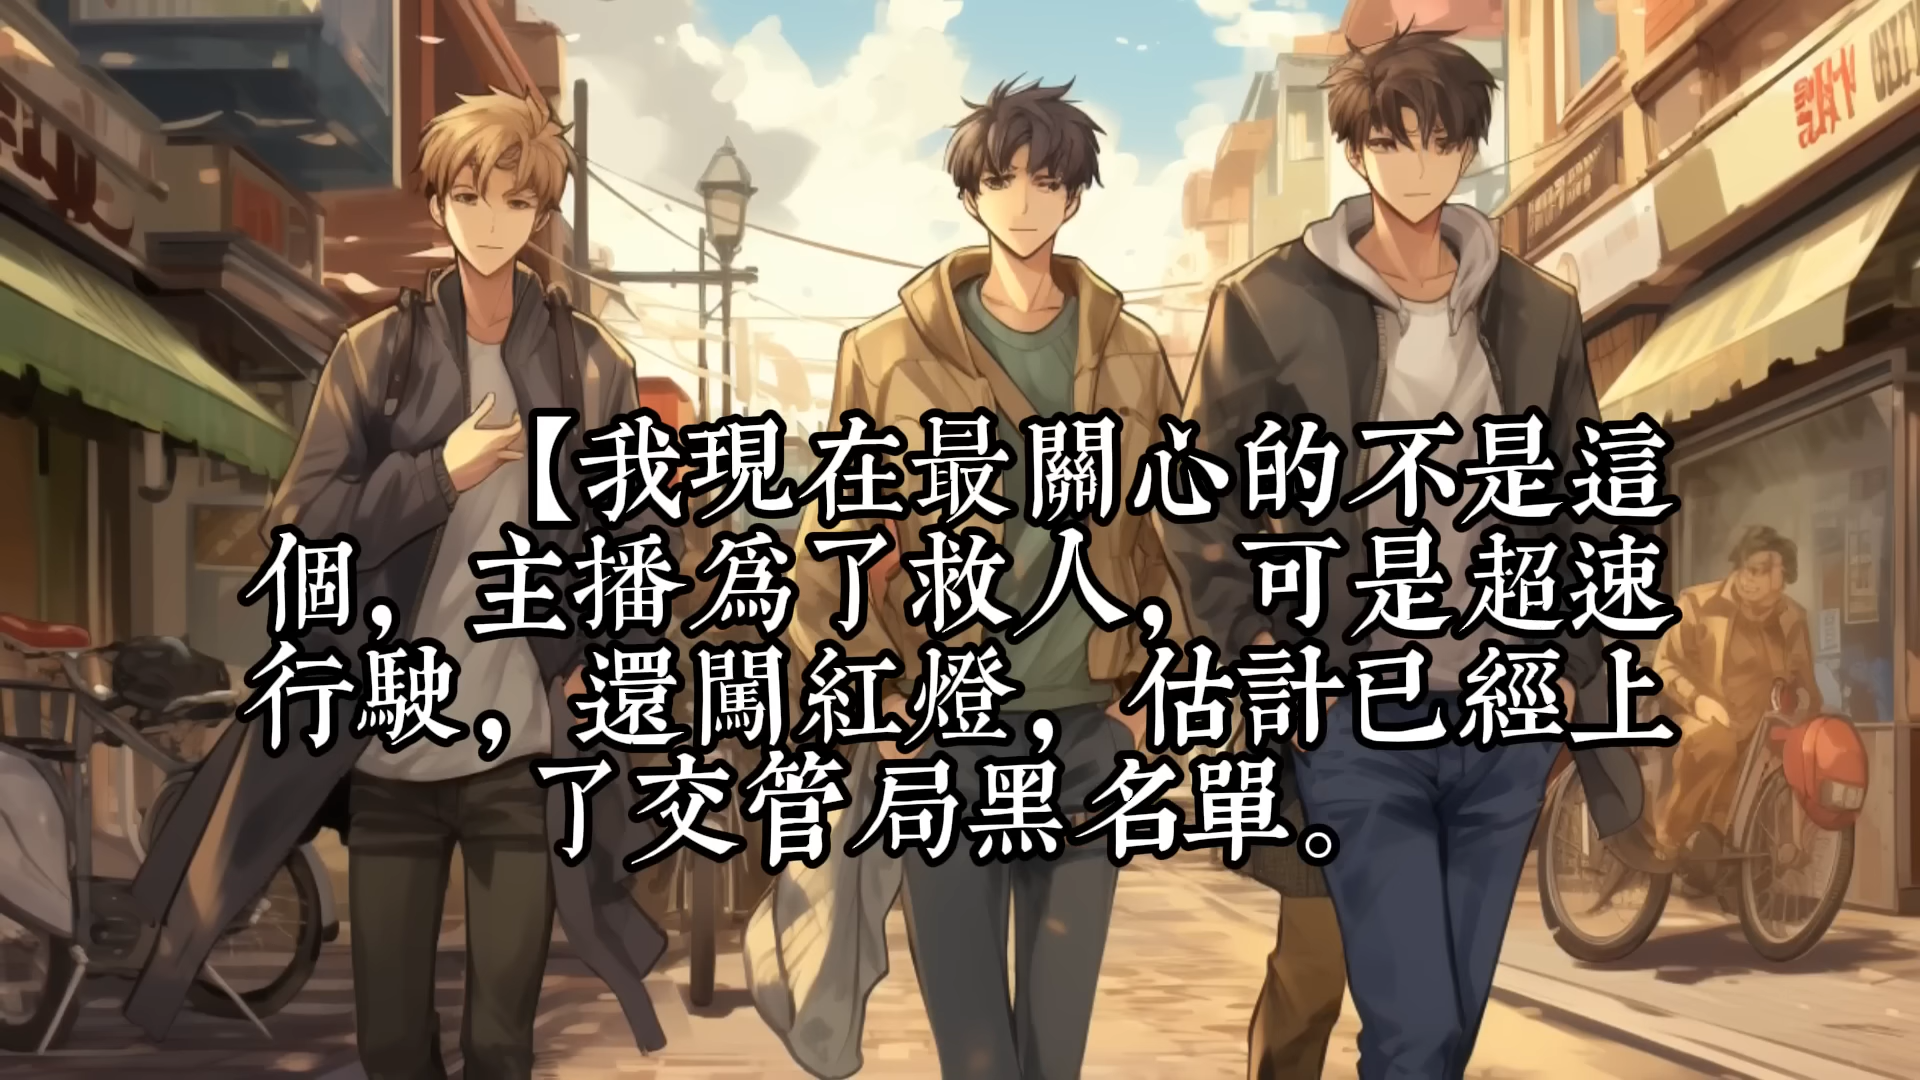 【我現在最關心的不是這
個，主播爲了救人，可是超速
行駛，還闖紅燈，估計已經上
了交管局黑名單。